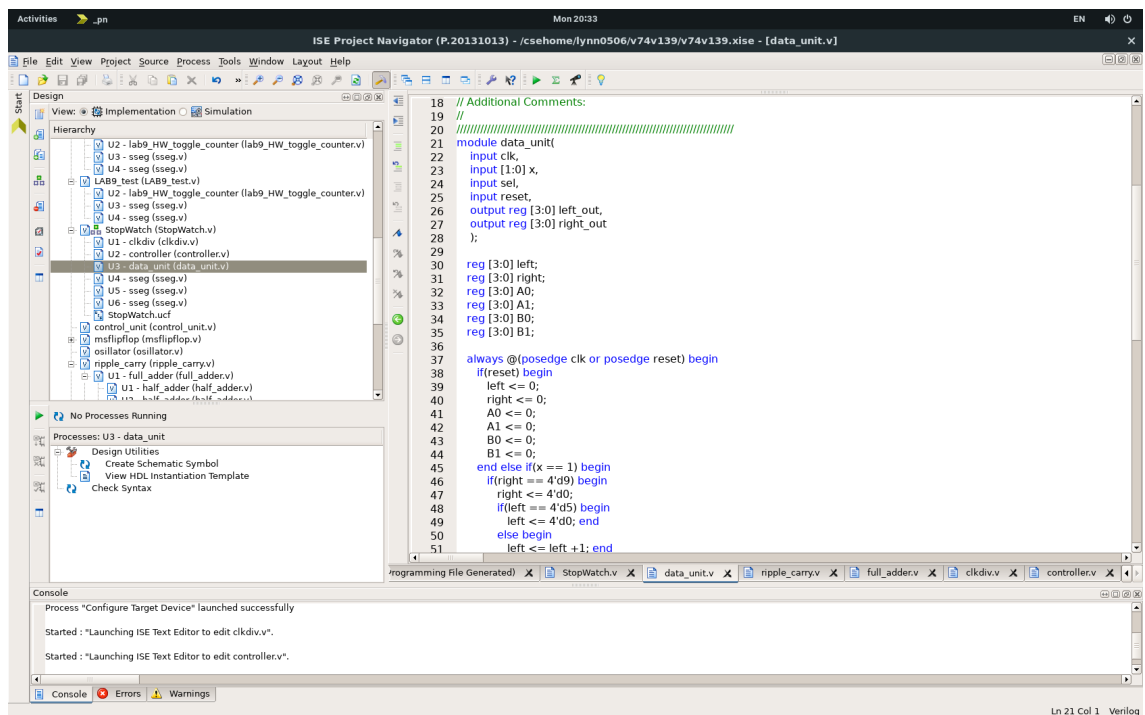 Activities
_pn
Mon 20:33
EN
ISE Project Navigator (P.20131013) - /csehome/lynn0506/v74v139/v74v139.xise - [data_unit.v]
File Edit View Project Source Process Tools Window Layout Help
Start
Design
View: Implementation Simulation
Hierarchy
U2 - lab9_HW_toggle_counter (lab9_HW_toggle_counter.v)
U3 - sseg (sseg.v)
U4 - sseg (sseg.v)
LAB9_test (LAB9_test.v)
U2 - lab9_HW_toggle_counter (lab9_HW_toggle_counter.v)
U3 - sseg (sseg.v)
U4 - sseg (sseg.v)
StopWatch (StopWatch.v)
U1 - clkdiv (clkdiv.v)
U2 - controller (controller.v)
U3 - data_unit (data_unit.v)
U4 - sseg (sseg.v)
U5 - sseg (sseg.v)
U6 - sseg (sseg.v)
StopWatch.ucf
control_unit (control_unit.v)
msflipflop (msflipflop.v)
osillator (osillator.v)
ripple_carry (ripple_carry.v)
U1 - full_adder (full_adder.v)
U1 - half_adder (half_adder.v)
U2 - half_adder (half_adder.v)
No Processes Running
Processes: U3 - data_unit
Design Utilities
Create Schematic Symbol
View HDL Instantiation Template
Check Syntax
18 // Additional Comments:
19 //
20 //////////////////////////////////////////////////////////////////////////////////
21 module data_unit(
22 input clk,
23 input [1:0] x,
24 input sel,
25 input reset,
26 output reg [3:0] left_out,
27 output reg [3:0] right_out
28 );
29
30 reg [3:0] left;
31 reg [3:0] right;
32 reg [3:0] A0;
33 reg [3:0] A1;
34 reg [3:0] B0;
35 reg [3:0] B1;
36
37 always @(posedge clk or posedge reset) begin
38 if(reset) begin
39 left <= 0;
40 right <= 0;
41 A0 <= 0;
42 A1 <= 0;
43 B0 <= 0;
44 B1 <= 0;
45 end else if(x == 1) begin
46 if(right == 4'd9) begin
47 right <= 4'd0;
48 if(left == 4'd5) begin
49 left <= 4'd0; end
50 else begin
51 left <= left +1; end
rogramming File Generated) StopWatch.v data_unit.v ripple_carry.v full_adder.v clkdiv.v controller.v
Console
Process "Configure Target Device" launched successfully
Started : "Launching ISE Text Editor to edit clkdiv.v".
Started : "Launching ISE Text Editor to edit controller.v".
Console Errors Warnings
Ln 21 Col 1 Verilog